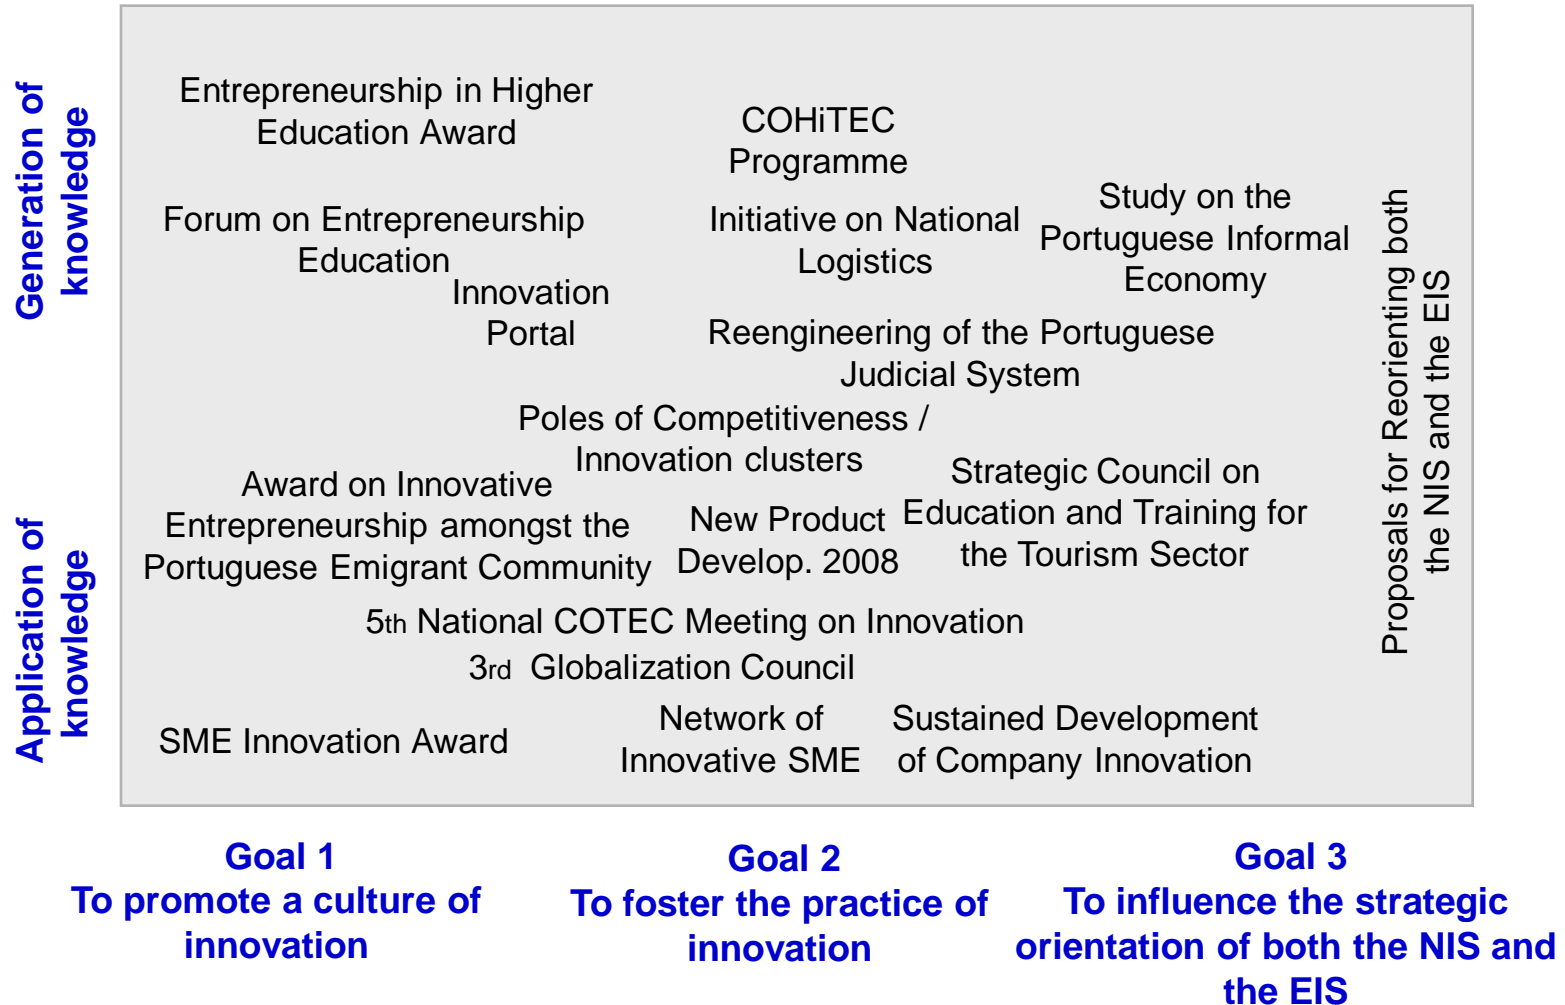 Generation of
knowledge
Application of
knowledge
Entrepreneurship in Higher
Education Award
COHiTEC
Programme
Forum on Entrepreneurship
Education
Initiative on National
Logistics
Study on the
Portuguese Informal
Economy
Innovation
Portal
Reengineering of the Portuguese
Judicial System
Poles of Competitiveness /
Innovation clusters
Award on Innovative
Entrepreneurship amongst the
Portuguese Emigrant Community
New Product
Develop. 2008
Strategic Council on
Education and Training for
the Tourism Sector
5th National COTEC Meeting on Innovation
3rd Globalization Council
SME Innovation Award
Network of
Innovative SME
Sustained Development
of Company Innovation
Proposals for Reorienting both
the NIS and the EIS
Goal 1
To promote a culture of
innovation
Goal 2
To foster the practice of
innovation
Goal 3
To influence the strategic
orientation of both the NIS and
the EIS